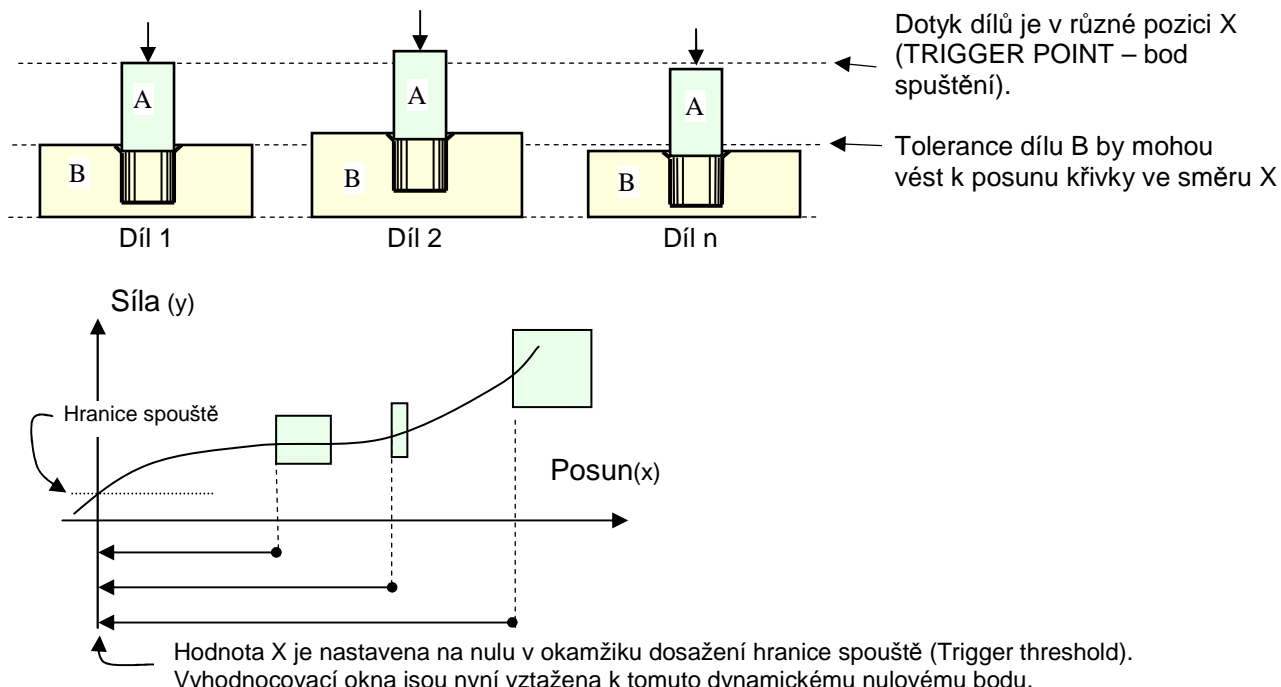 Dotyk dílů je v různé pozici X
(TRIGGER POINT – bod
spuštění).
A
A
A
Tolerance dílu B by mohou
vést k posunu křivky ve směru X
B
B
B
Díl 1
Díl 2
Díl n
Síla (y)
Hranice spouště
Posun(x)
Hodnota X je nastavena na nulu v okamžiku dosažení hranice spouště (Trigger threshold).
Vyhodnocovací okna jsou nyní vztažena k tomuto dynamickému nulovému bodu.